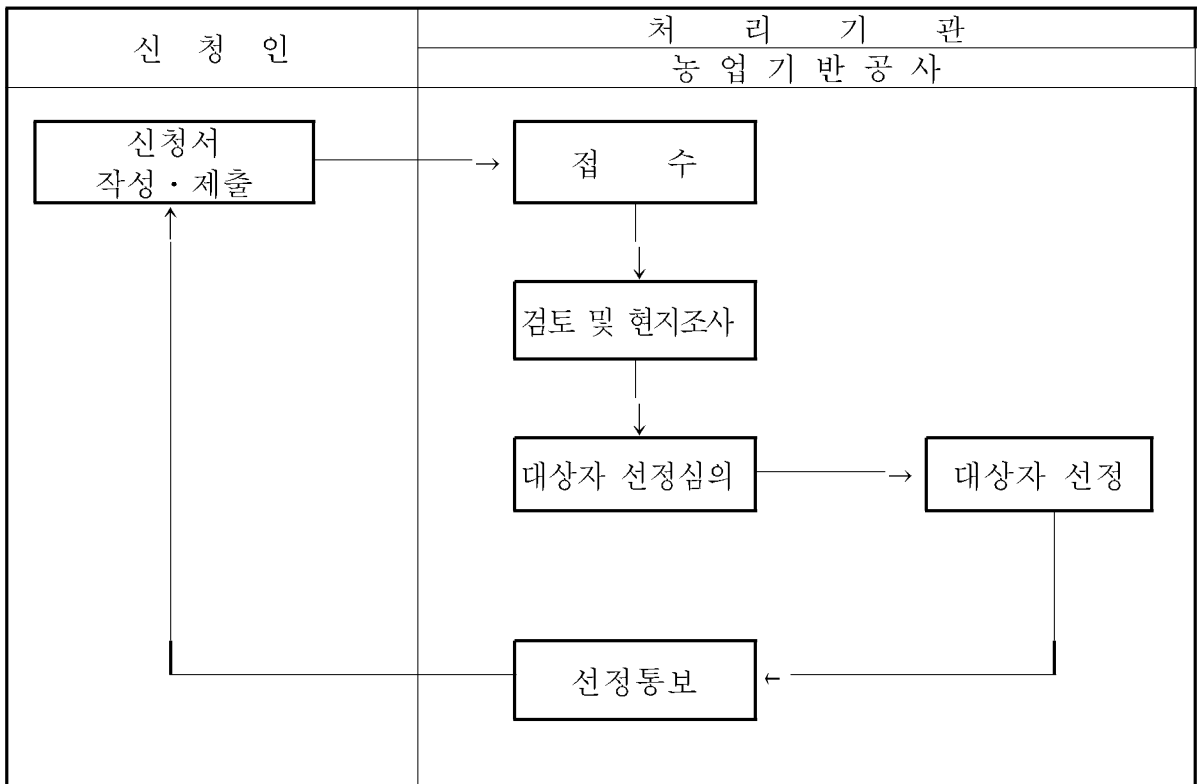 신 청 인
처 리 기 관
농 업 기 반 공 사
신청서
작성 · 제출
접 수
검토 및 현지조사
대상자 선정심의
대상자 선정
선정통보